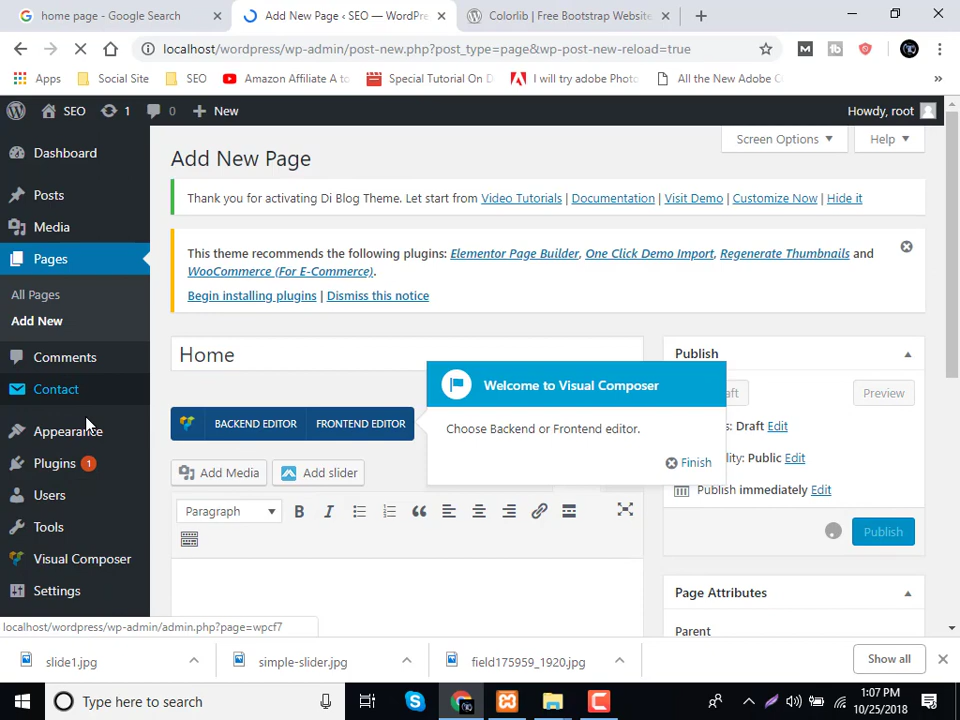 home page - Google Search
Add New Page ‹ SEO — WordPre
Colorlib | Free Bootstrap Website
localhost/wordpress/wp-admin/post-new.php?post_type=page&wp-post-new-reload=true
Apps
Social Site
SEO
Amazon Affiliate A to
Special Tutorial On D
I will try adobe Photo
All the New Adobe C
»
SEO
1
0
New
Howdy, root
Dashboard
Posts
Media
Pages
All Pages
Add New
Comments
Contact
Appearance
Plugins 1
Users
Tools
Visual Composer
Settings
Screen Options
Help
Add New Page
Thank you for activating Di Blog Theme. Let start from Video Tutorials | Documentation | Visit Demo | Customize Now | Hide it
This theme recommends the following plugins: Elementor Page Builder, One Click Demo Import, Regenerate Thumbnails and
WooCommerce (For E-Commerce).
Begin installing plugins | Dismiss this notice
Home
BACKEND EDITOR
FRONTEND EDITOR
Welcome to Visual Composer
Choose Backend or Frontend editor.
Finish
Add Media
Add slider
Paragraph
B I
Publish
aft
Preview
s: Draft Edit
lity: Public Edit
Publish immediately Edit
Publish
Page Attributes
Parent
localhost/wordpress/wp-admin/admin.php?page=wpcf7
slide1.jpg
simple-slider.jpg
field175959_1920.jpg
Show all
Type here to search
1:07 PM
10/25/2018